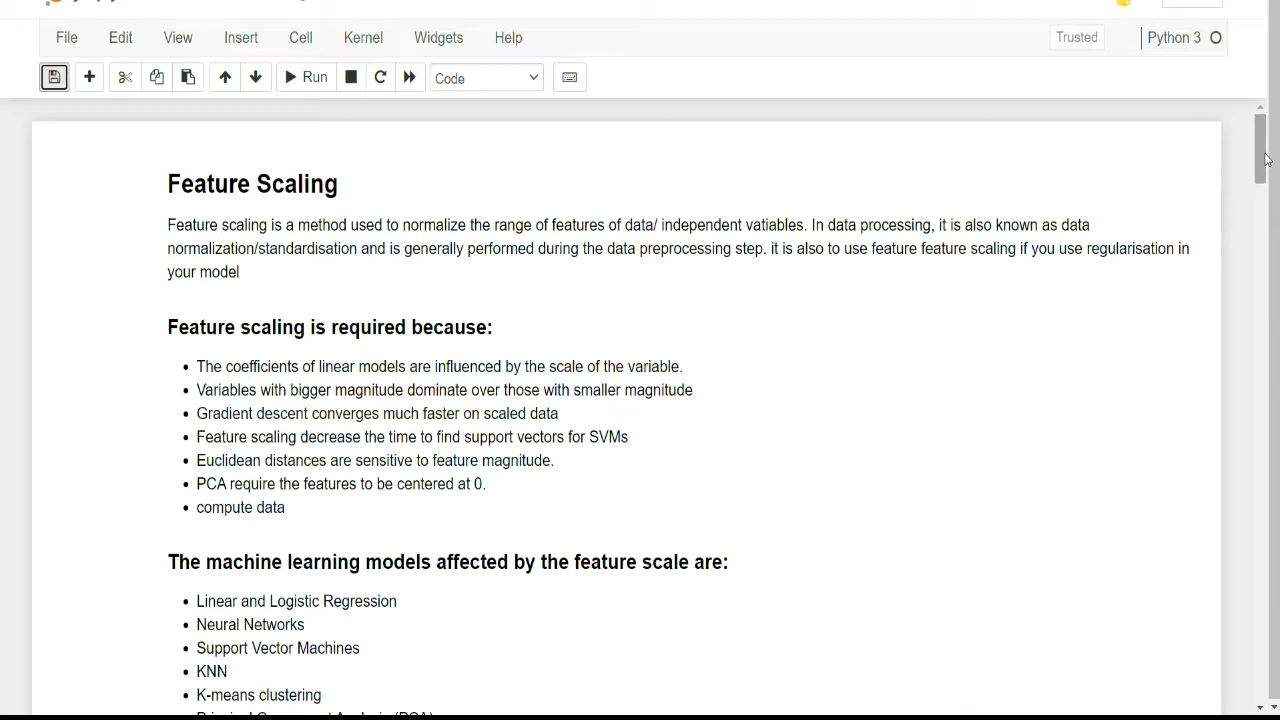 File Edit View Insert Cell Kernel Widgets Help Trusted Python 3
Run Code
Feature Scaling
Feature scaling is a method used to normalize the range of features of data/ independent vatiables. In data processing, it is also known as data
normalization/standardisation and is generally performed during the data preprocessing step. it is also to use feature feature scaling if you use regularisation in
your model
Feature scaling is required because:
The coefficients of linear models are influenced by the scale of the variable.
Variables with bigger magnitude dominate over those with smaller magnitude
Gradient descent converges much faster on scaled data
Feature scaling decrease the time to find support vectors for SVMs
Euclidean distances are sensitive to feature magnitude.
PCA require the features to be centered at 0.
compute data
The machine learning models affected by the feature scale are:
Linear and Logistic Regression
Neural Networks
Support Vector Machines
KNN
K-means clustering